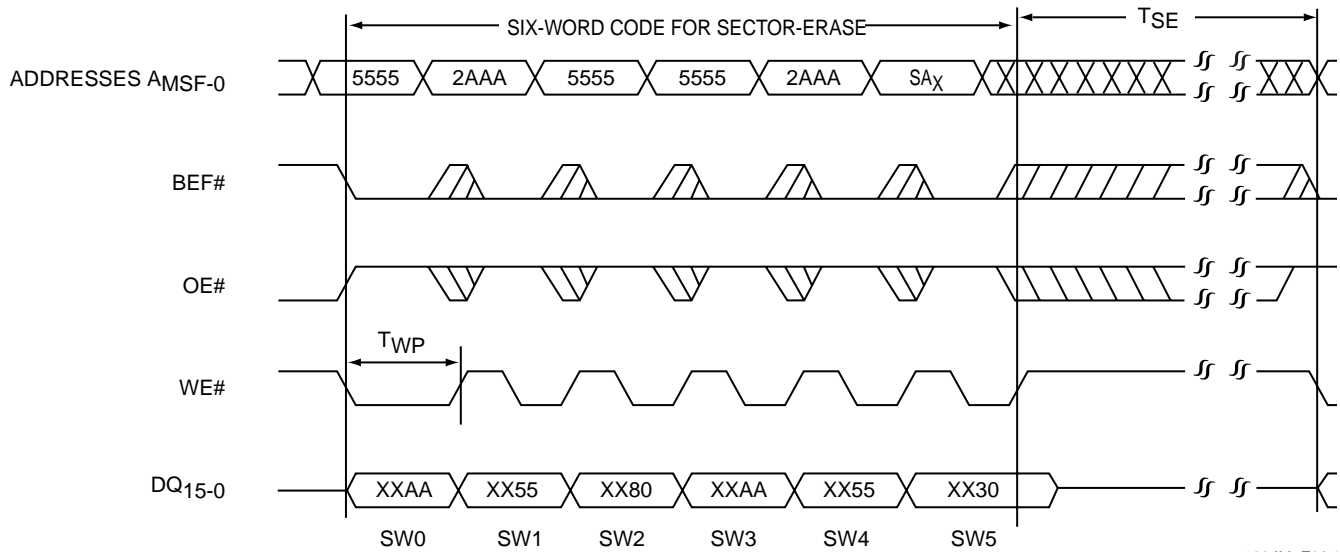 SIX-WORD CODE FOR SECTOR-ERASE TSE
ADDRESSES AMSF-0 5555 2AAA 5555 5555 2AAA SAX
BEF#
OE#
TWP
WE#
DQ15-0 XXAA XX55 XX80 XXAA XX55 XX30
SW0 SW1 SW2 SW3 SW4 SW5